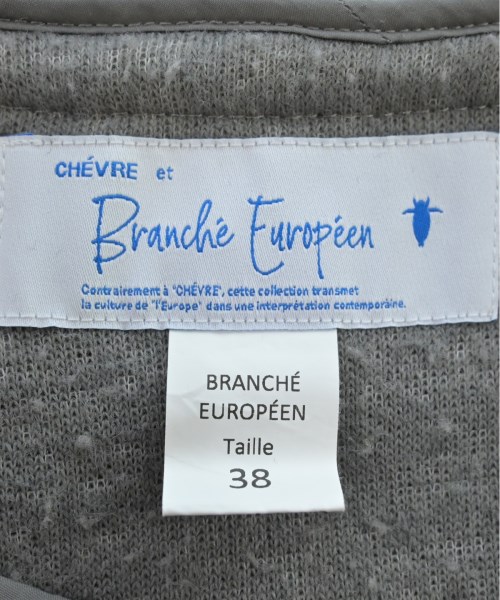 CHÉVRE et
Branché Européen
Contrairement à "CHÉVRE", cette collection transmet
la culture de "l'Europe" dans une interprétation contemporaine.
BRANCHÉ
EUROPÉEN
Taille
38